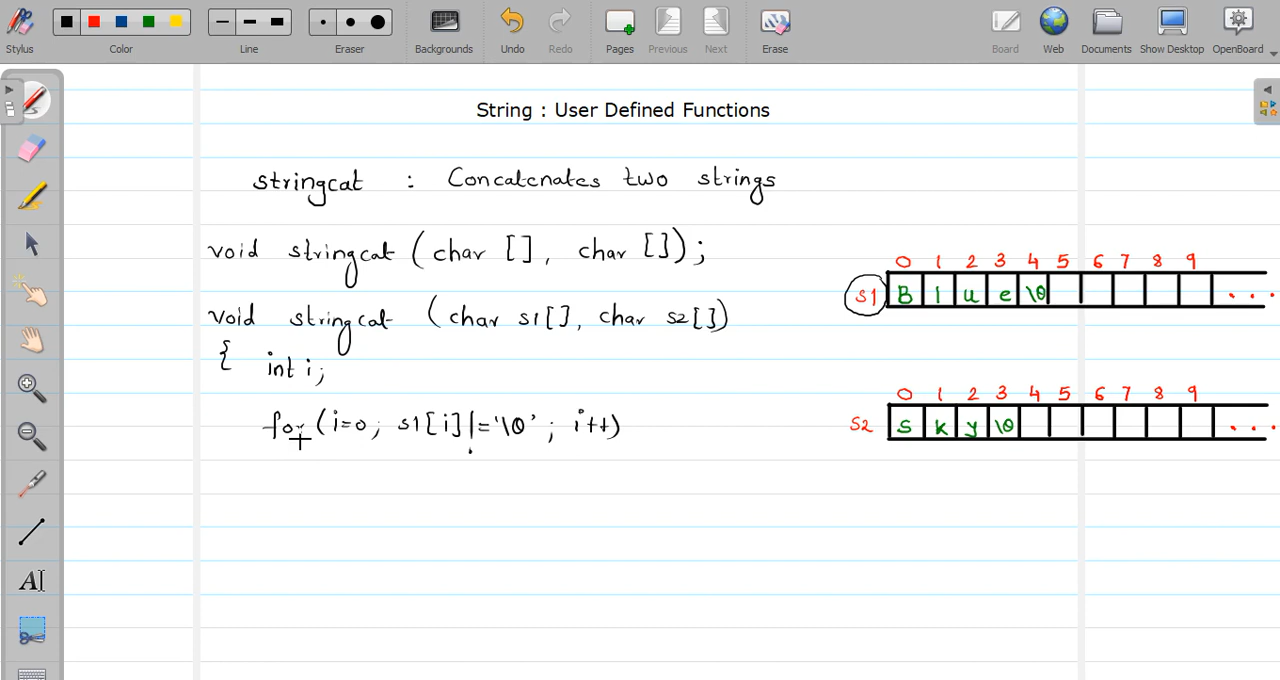 Stylus Color Line Eraser Backgrounds Undo Redo Pages Previous Next Erase Board Web Documents Show Desktop OpenBoard
String : User Defined Functions
stringcat : Concatenates two strings
void stringcat (char [], char []);
void stringcat (char s1[], char s2[])
{ int i;
for (i=0; s1[i]!='\0'; i++)
0 1 2 3 4 5 6 7 8 9
s1 B l u e \0 ...
0 1 2 3 4 5 6 7 8 9
s2 s k y \0 ...
AI